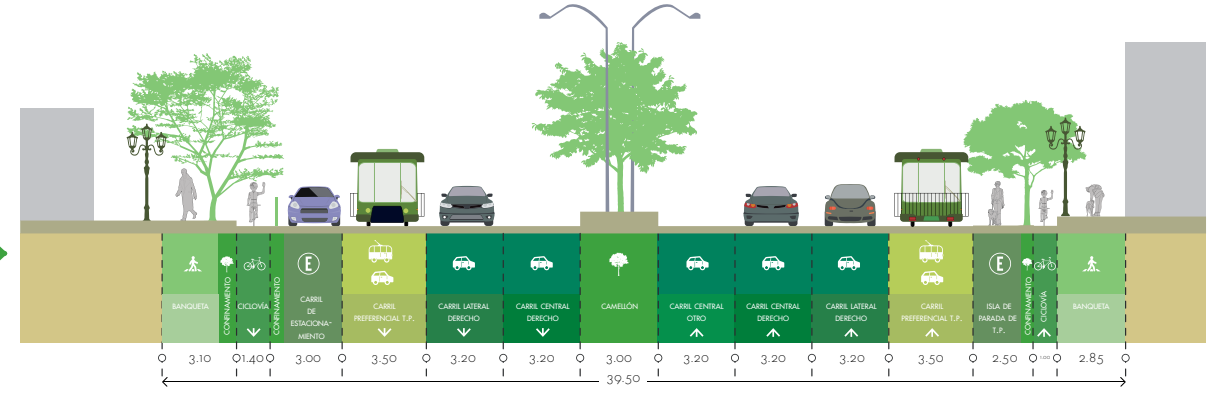 E
E
BANQUETA
CONFINAMIENTO
CICLOVÍA
CONFINAMIENTO
CARRIL
DE
ESTACIONA-
MIENTO
CARRIL
PREFERENCIAL T.P.
CARRIL LATERAL
DERECHO
CARRIL CENTRAL
DERECHO
CAMELLÓN
CARRIL CENTRAL
OTRO
CARRIL CENTRAL
DERECHO
CARRIL LATERAL
DERECHO
CARRIL
PREFERENCIAL T.P.
ISLA DE
PARADA DE
T.P.
CONFINAMIENTO
CICLOVÍA
BANQUETA
3.10
1.40
3.00
3.50
3.20
3.20
3.00
3.20
3.20
3.20
3.50
2.50
2.85
39.50